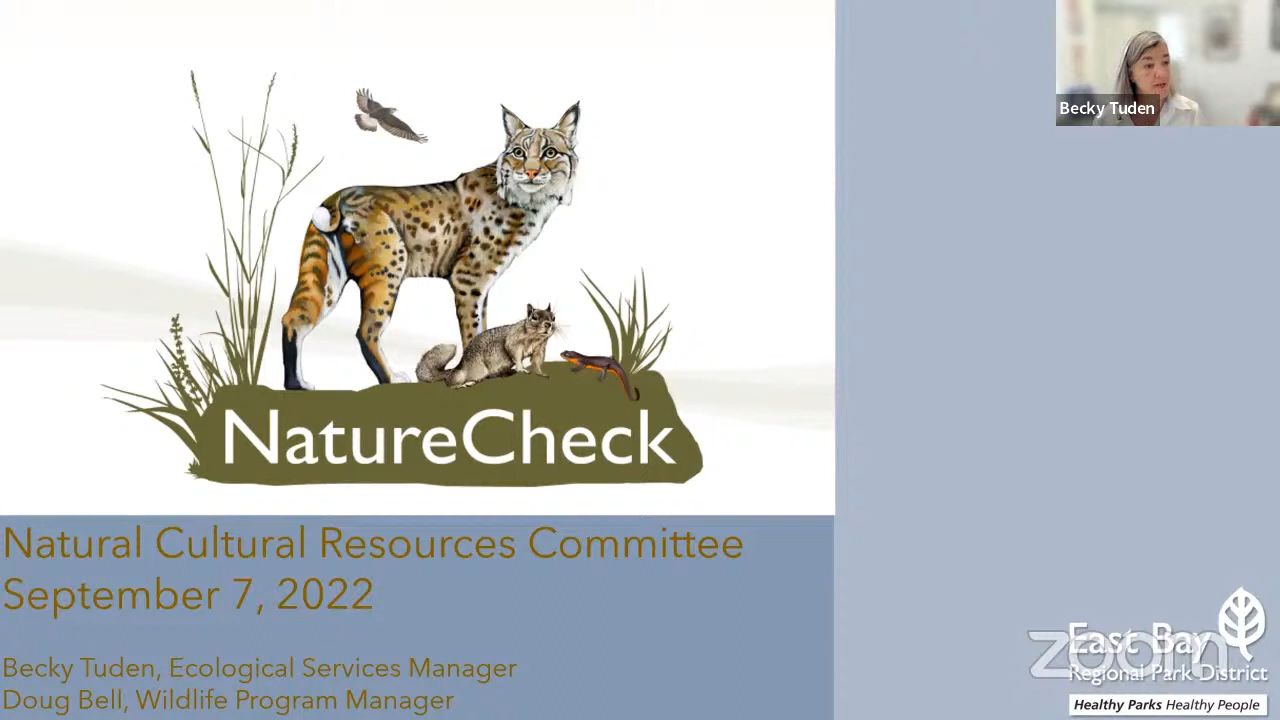 Becky Tuden
NatureCheck
Natural Cultural Resources Committee
September 7, 2022
Becky Tuden, Ecological Services Manager
Doug Bell, Wildlife Program Manager
East Bay
zoom
Regional Park District
Healthy Parks Healthy People